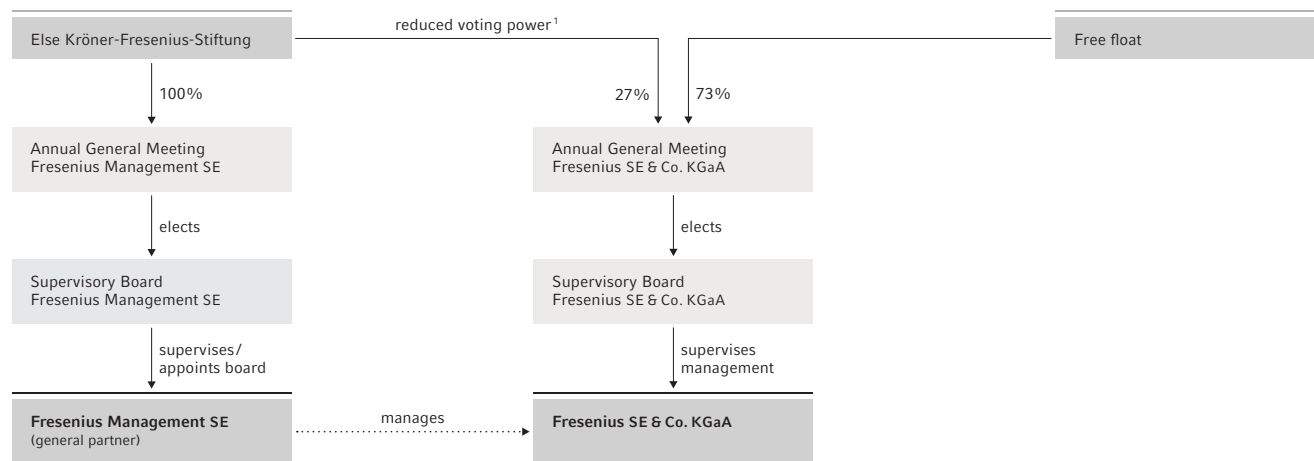 Else Kröner-Fresenius-Stiftung
reduced voting power¹
Free float
100%
27%
73%
Annual General Meeting
Fresenius Management SE
Annual General Meeting
Fresenius SE & Co. KGaA
elects
elects
Supervisory Board
Fresenius Management SE
Supervisory Board
Fresenius SE & Co. KGaA
supervises/
appoints board
supervises
management
Fresenius Management SE
(general partner)
manages
Fresenius SE & Co. KGaA